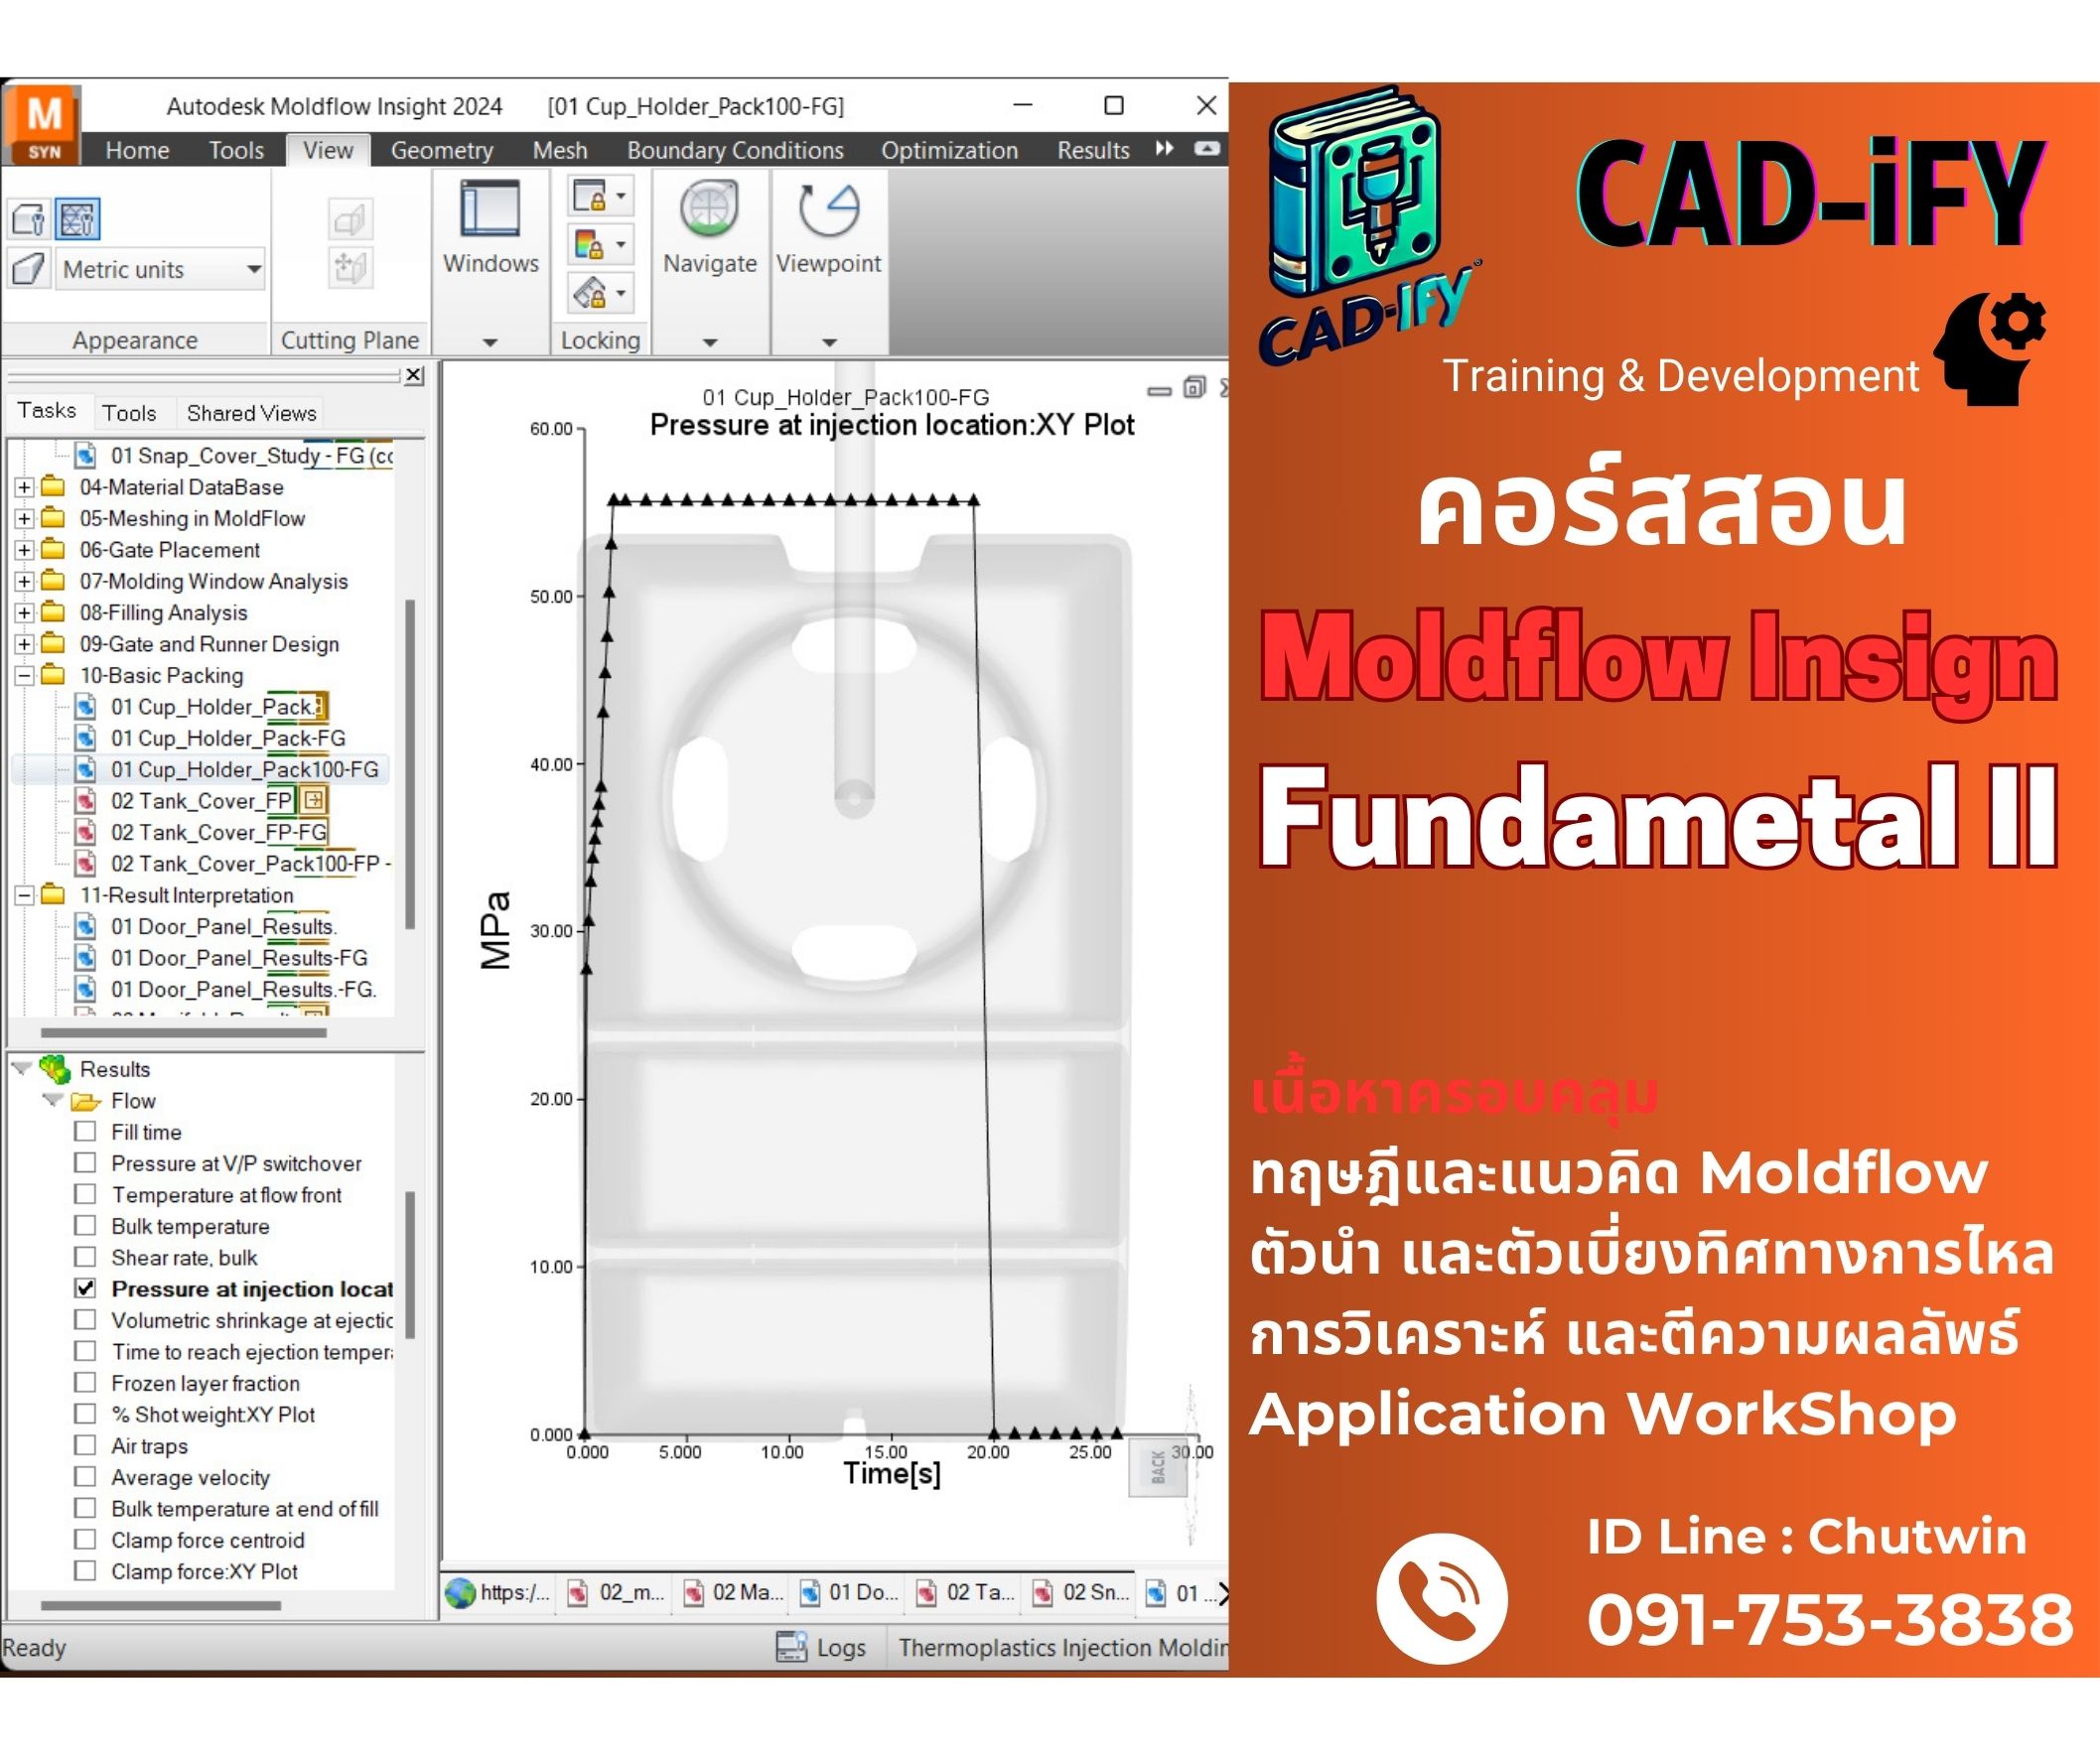 M
SYN
Autodesk Moldflow Insight 2024 [01 Cup_Holder_Pack100-FG]
Home Tools View Geometry Mesh Boundary Conditions Optimization Results
Metric units
Windows
Navigate
Viewpoint
Appearance
Cutting Plane
Locking
Tasks Tools Shared Views
01 Snap_Cover_Study - FG (cc
04-Material DataBase
05-Meshing in MoldFlow
06-Gate Placement
07-Molding Window Analysis
08-Filling Analysis
09-Gate and Runner Design
10-Basic Packing
01 Cup_Holder_Pack.
01 Cup_Holder_Pack-FG
01 Cup_Holder_Pack100-FG
02 Tank_Cover_FP
02 Tank_Cover_FP-FG
02 Tank_Cover_Pack100-FP -
11-Result Interpretation
01 Door_Panel_Results.
01 Door_Panel_Results-FG
01 Door_Panel_Results.-FG.
Results
Flow
Fill time
Pressure at V/P switchover
Temperature at flow front
Bulk temperature
Shear rate, bulk
Pressure at injection locat
Volumetric shrinkage at ejectic
Time to reach ejection tempera
Frozen layer fraction
% Shot weight:XY Plot
Air traps
Average velocity
Bulk temperature at end of fill
Clamp force centroid
Clamp force:XY Plot
01 Cup_Holder_Pack100-FG
Pressure at injection location:XY Plot
60.00
50.00
40.00
30.00
20.00
10.00
0.000
MPa
0.000 5.000 10.00 15.00 20.00 25.00 30.00
Time[s]
BACK
https:/... 02_m... 02 Ma... 01 Do... 02 Ta... 02 Sn... 01 ...
Ready
Logs
Thermoplastics Injection Moldin
CAD-iFY
CAD-iFY
Training & Development
คอร์สสอน
Moldflow Insign
Fundametal II
เนื้อหาครอบคลุม
ทฤษฎีและแนวคิด Moldflow
ตัวนำ และตัวเบี่ยงทิศทางการไหล
การวิเคราะห์ และตีความผลลัพธ์
Application WorkShop
ID Line : Chutwin
091-753-3838